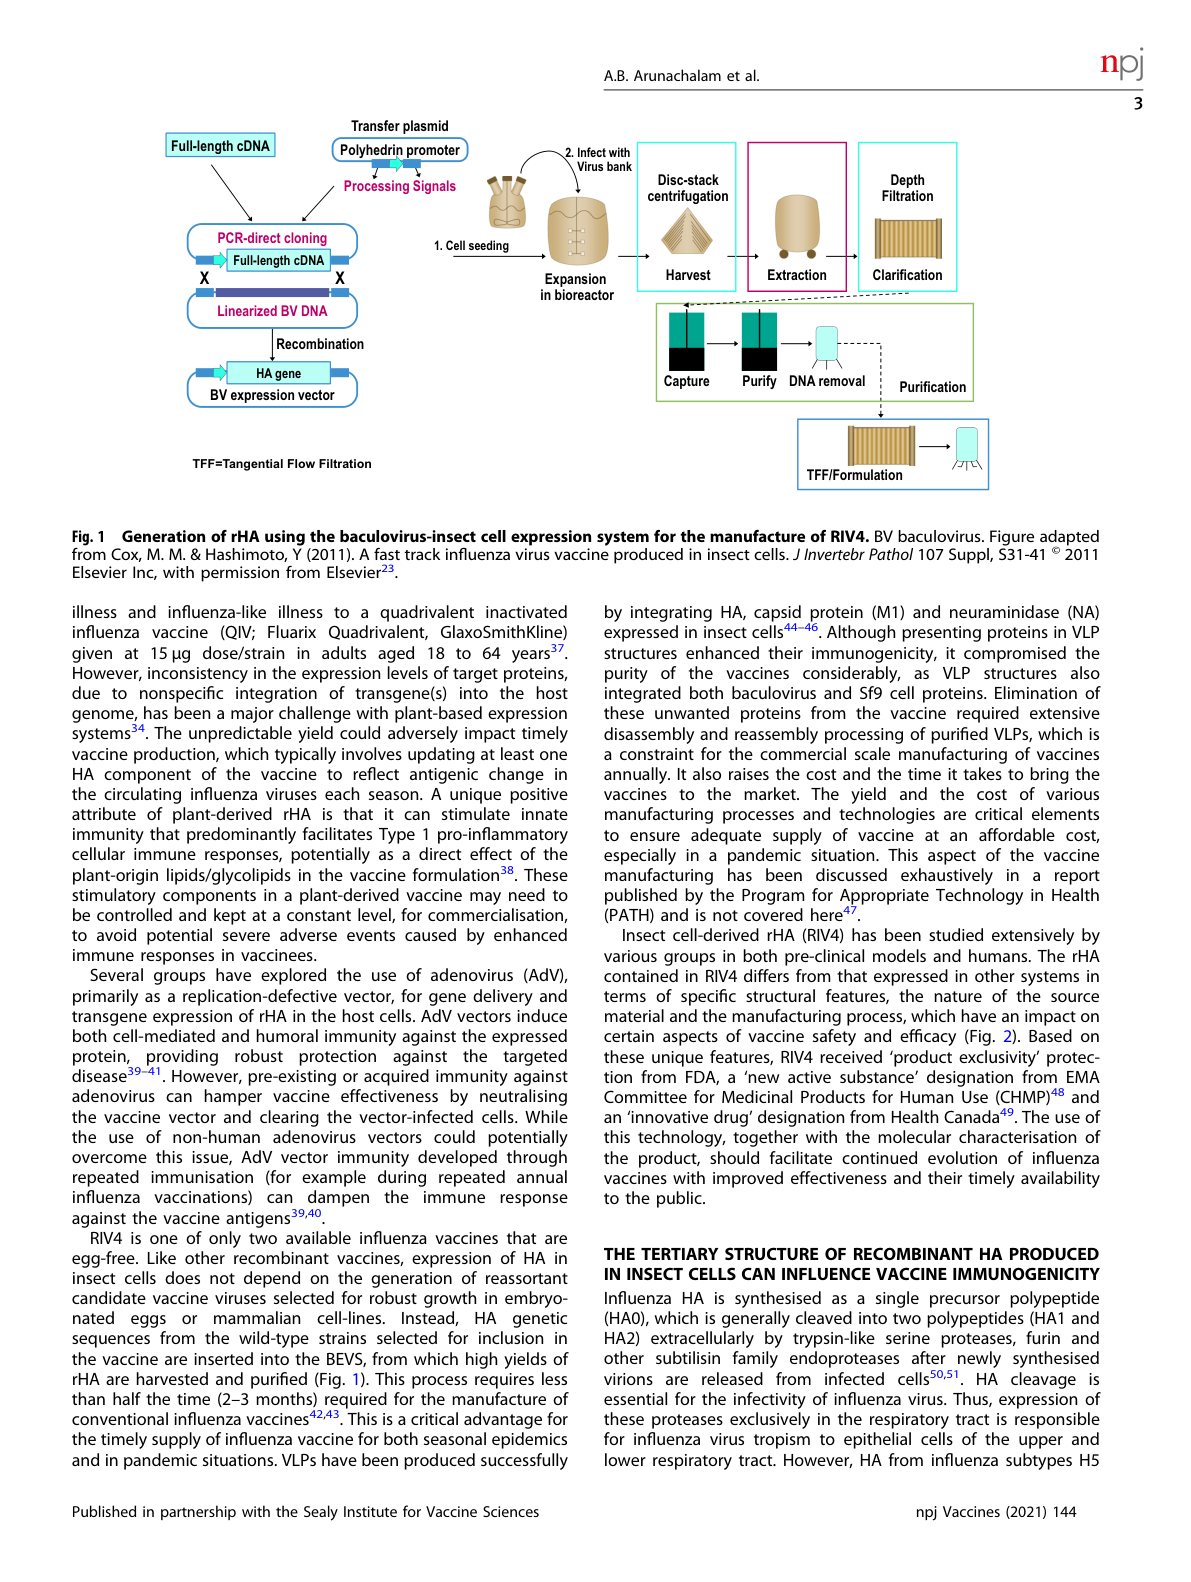 A.B. Arunachalam et al.
npj
3
Full-length cDNA
Transfer plasmid
Polyhedrin promoter
Processing Signals
PCR-direct cloning
Full-length cDNA
X X
Linearized BV DNA
Recombination
HA gene
BV expression vector
TFF=Tangential Flow Filtration
1. Cell seeding
2. Infect with
Virus bank
Expansion
in bioreactor
Disc-stack
centrifugation
Harvest
Extraction
Depth
Filtration
Clarification
Capture
Purify
DNA removal
Purification
TFF/Formulation
Fig. 1 Generation of rHA using the baculovirus-insect cell expression system for the manufacture of RIV4. BV baculovirus. Figure adapted
from Cox, M. M. & Hashimoto, Y (2011). A fast track influenza virus vaccine produced in insect cells. J Invertebr Pathol 107 Suppl, S31-41 © 2011
Elsevier Inc, with permission from Elsevier23.
illness and influenza-like illness to a quadrivalent inactivated
influenza vaccine (QIV; Fluarix Quadrivalent, GlaxoSmithKline)
given at 15 µg dose/strain in adults aged 18 to 64 years37.
However, inconsistency in the expression levels of target proteins,
due to nonspecific integration of transgene(s) into the host
genome, has been a major challenge with plant-based expression
systems34. The unpredictable yield could adversely impact timely
vaccine production, which typically involves updating at least one
HA component of the vaccine to reflect antigenic change in
the circulating influenza viruses each season. A unique positive
attribute of plant-derived rHA is that it can stimulate innate
immunity that predominantly facilitates Type 1 pro-inflammatory
cellular immune responses, potentially as a direct effect of the
plant-origin lipids/glycolipids in the vaccine formulation38. These
stimulatory components in a plant-derived vaccine may need to
be controlled and kept at a constant level, for commercialisation,
to avoid potential severe adverse events caused by enhanced
immune responses in vaccinees.
Several groups have explored the use of adenovirus (AdV),
primarily as a replication-defective vector, for gene delivery and
transgene expression of rHA in the host cells. AdV vectors induce
both cell-mediated and humoral immunity against the expressed
protein, providing robust protection against the targeted
disease39–41. However, pre-existing or acquired immunity against
adenovirus can hamper vaccine effectiveness by neutralising
the vaccine vector and clearing the vector-infected cells. While
the use of non-human adenovirus vectors could potentially
overcome this issue, AdV vector immunity developed through
repeated immunisation (for example during repeated annual
influenza vaccinations) can dampen the immune response
against the vaccine antigens39,40.
RIV4 is one of only two available influenza vaccines that are
egg-free. Like other recombinant vaccines, expression of HA in
insect cells does not depend on the generation of reassortant
candidate vaccine viruses selected for robust growth in embryo-
nated eggs or mammalian cell-lines. Instead, HA genetic
sequences from the wild-type strains selected for inclusion in
the vaccine are inserted into the BEVS, from which high yields of
rHA are harvested and purified (Fig. 1). This process requires less
than half the time (2–3 months) required for the manufacture of
conventional influenza vaccines42,43. This is a critical advantage for
the timely supply of influenza vaccine for both seasonal epidemics
and in pandemic situations. VLPs have been produced successfully
by integrating HA, capsid protein (M1) and neuraminidase (NA)
expressed in insect cells44–46. Although presenting proteins in VLP
structures enhanced their immunogenicity, it compromised the
purity of the vaccines considerably, as VLP structures also
integrated both baculovirus and Sf9 cell proteins. Elimination of
these unwanted proteins from the vaccine required extensive
disassembly and reassembly processing of purified VLPs, which is
a constraint for the commercial scale manufacturing of vaccines
annually. It also raises the cost and the time it takes to bring the
vaccines to the market. The yield and the cost of various
manufacturing processes and technologies are critical elements
to ensure adequate supply of vaccine at an affordable cost,
especially in a pandemic situation. This aspect of the vaccine
manufacturing has been discussed exhaustively in a report
published by the Program for Appropriate Technology in Health
(PATH) and is not covered here47.
Insect cell-derived rHA (RIV4) has been studied extensively by
various groups in both pre-clinical models and humans. The rHA
contained in RIV4 differs from that expressed in other systems in
terms of specific structural features, the nature of the source
material and the manufacturing process, which have an impact on
certain aspects of vaccine safety and efficacy (Fig. 2). Based on
these unique features, RIV4 received ‘product exclusivity’ protec-
tion from FDA, a ‘new active substance’ designation from EMA
Committee for Medicinal Products for Human Use (CHMP)48 and
an ‘innovative drug’ designation from Health Canada49. The use of
this technology, together with the molecular characterisation of
the product, should facilitate continued evolution of influenza
vaccines with improved effectiveness and their timely availability
to the public.
THE TERTIARY STRUCTURE OF RECOMBINANT HA PRODUCED
IN INSECT CELLS CAN INFLUENCE VACCINE IMMUNOGENICITY
Influenza HA is synthesised as a single precursor polypeptide
(HA0), which is generally cleaved into two polypeptides (HA1 and
HA2) extracellularly by trypsin-like serine proteases, furin and
other subtilisin family endoproteases after newly synthesised
virions are released from infected cells50,51. HA cleavage is
essential for the infectivity of influenza virus. Thus, expression of
these proteases exclusively in the respiratory tract is responsible
for influenza virus tropism to epithelial cells of the upper and
lower respiratory tract. However, HA from influenza subtypes H5
Published in partnership with the Sealy Institute for Vaccine Sciences
npj Vaccines (2021) 144